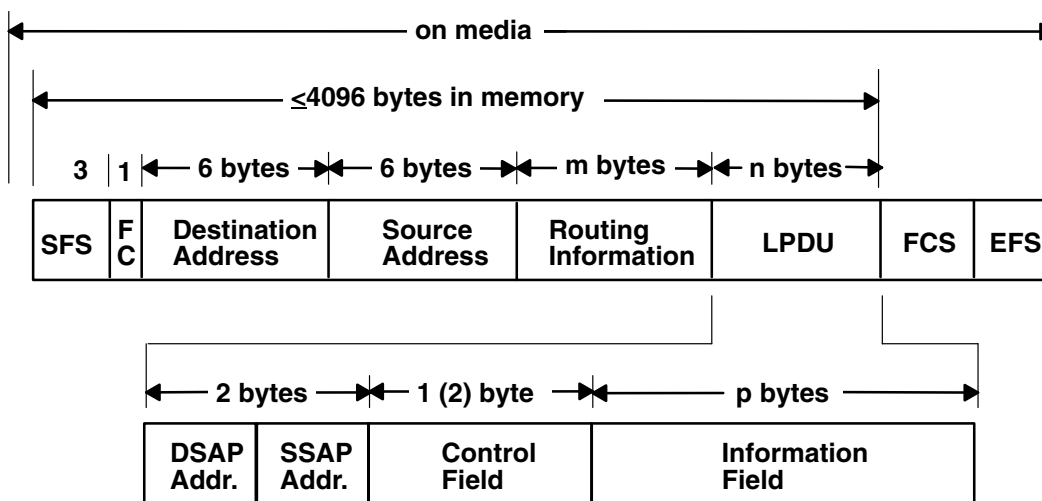 on media
≤4096 bytes in memory
3 1 6 bytes 6 bytes m bytes n bytes
SFS
F
C
Destination
Address
Source
Address
Routing
Information
LPDU
FCS
EFS
2 bytes 1 (2) byte p bytes
DSAP
Addr.
SSAP
Addr.
Control
Field
Information
Field